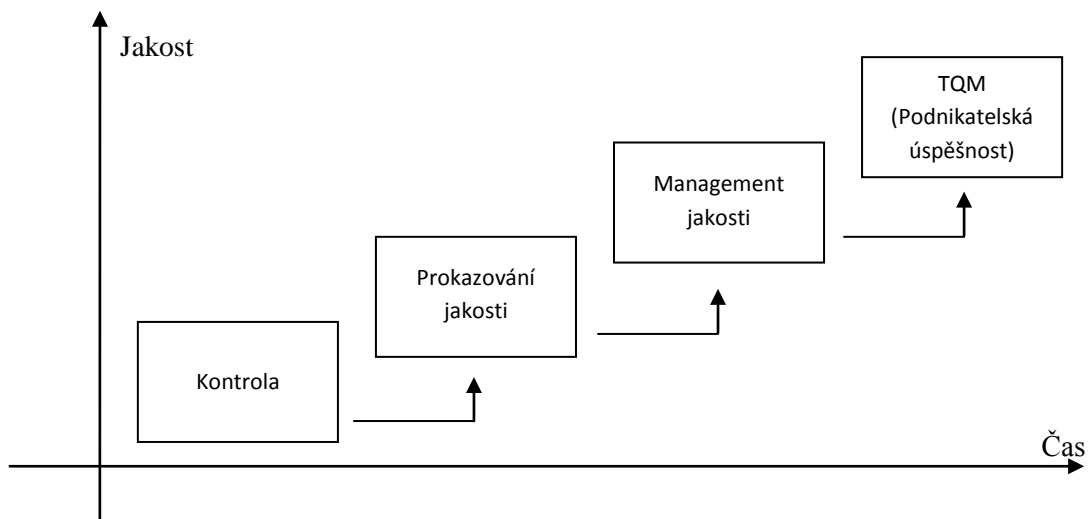 Jakost
TQM
(Podnikatelská
úspěšnost)
Management
jakosti
Prokazování
jakosti
Kontrola
Čas